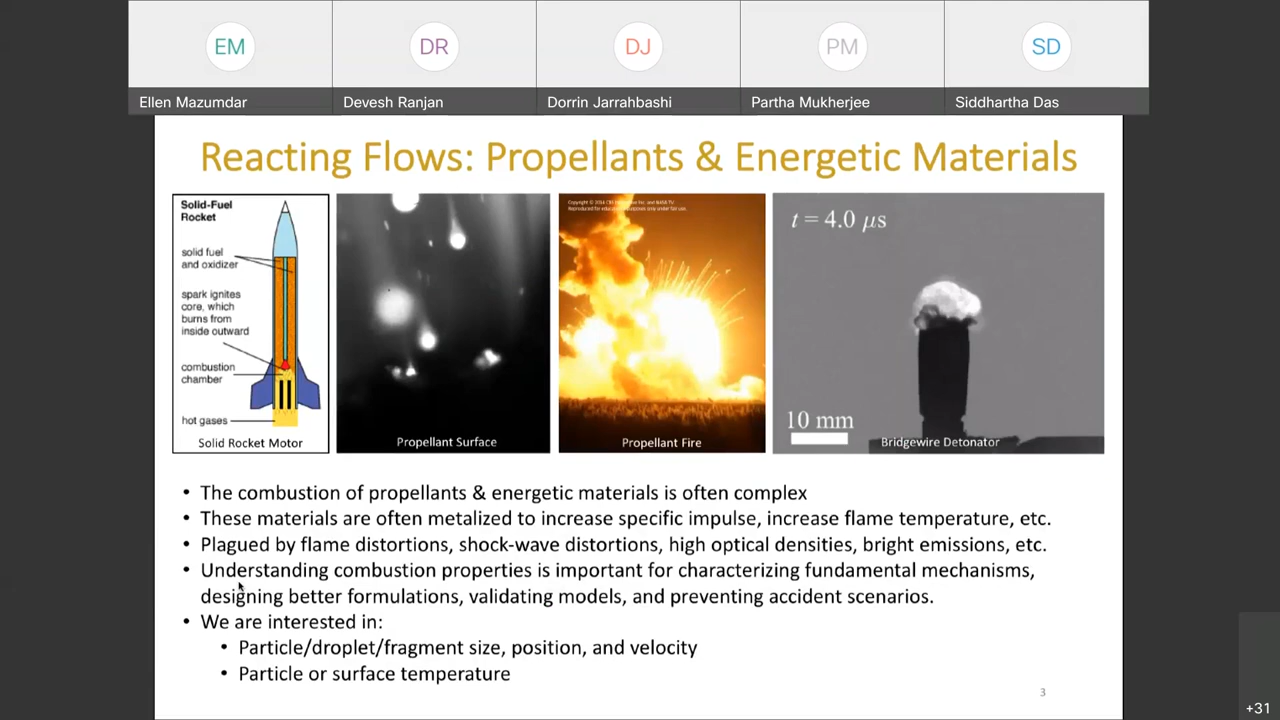 EM
DR
DJ
PM
SD
Ellen Mazumdar
Devesh Ranjan
Dorrin Jarrahbashi
Partha Mukherjee
Siddhartha Das
Reacting Flows: Propellants & Energetic Materials
Solid-Fuel
Rocket
solid fuel
and oxidizer
spark ignites
core, which
burns from
inside outward
combustion
chamber
hot gases
Solid Rocket Motor
Propellant Surface
Propellant Fire
t = 4.0 μs
10 mm
Bridgewire Detonator
• The combustion of propellants & energetic materials is often complex
• These materials are often metalized to increase specific impulse, increase flame temperature, etc.
• Plagued by flame distortions, shock-wave distortions, high optical densities, bright emissions, etc.
• Understanding combustion properties is important for characterizing fundamental mechanisms,
designing better formulations, validating models, and preventing accident scenarios.
• We are interested in:
• Particle/droplet/fragment size, position, and velocity
• Particle or surface temperature
3
+31